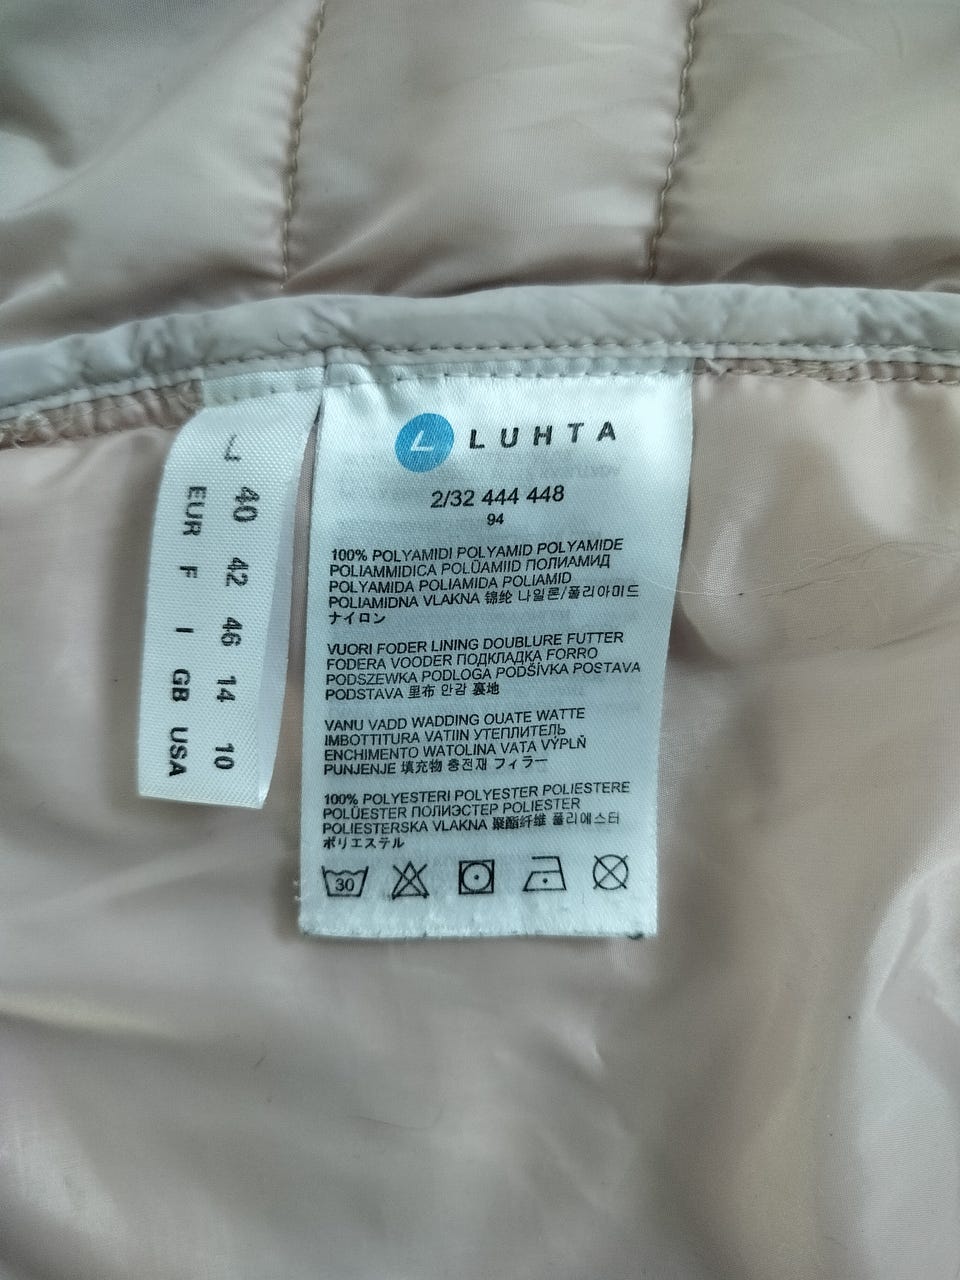 L 40 42 46 14 10
EUR F I GB USA
L LUHTA
2/32 444 448
94
100% POLYAMIDI POLYAMID POLYAMIDE
POLIAMMIDICA POLÜAMIID ПОЛИАМИД
POLYAMIDA POLIAMIDA POLIAMID
POLIAMIDNA VLAKNA 锦纶 나일론/폴리아미드
ナイロン
VUORI FODER LINING DOUBLURE FUTTER
FODERA VOODER ПОДКЛАДКА FORRO
PODSZEWKA PODLOGA PODŠÍVKA POSTAVA
PODSTAVA 里布 안감 裏地
VANU VADD WADDING OUATE WATTE
IMBOTTITURA VATIIN УТЕПЛИТЕЛЬ
ENCHIMENTO WATOLINA VATA VÝPLŇ
PUNJENJE 填充物 충전재 フィラー
100% POLYESTERI POLYESTER POLIESTERE
POLÜESTER ПОЛИЭСТЕР POLIESTER
POLIESTERSKA VLAKNA 聚酯纤维 폴리에스터
ポリエステル
30